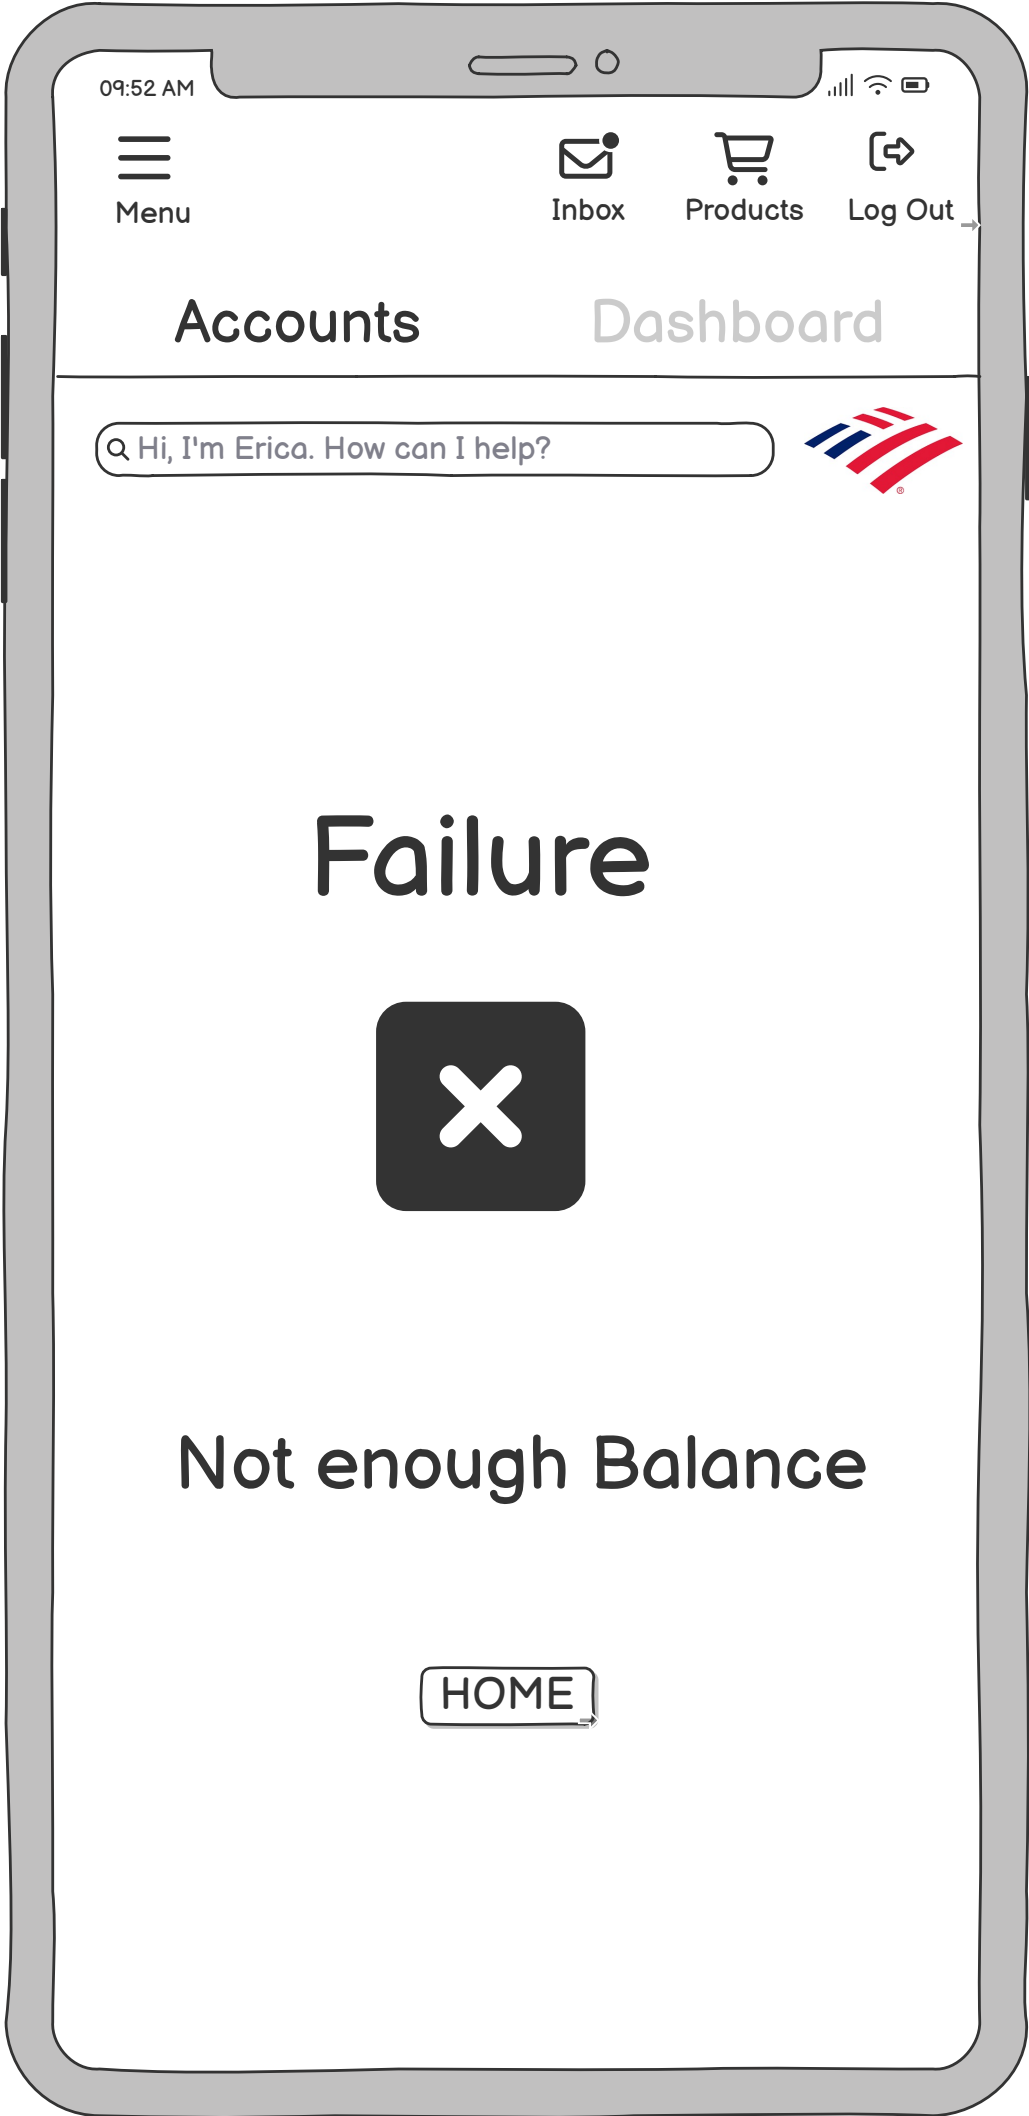 09:52 AM
Menu
Inbox
Products
Log Out
Accounts
Dashboard
Hi, I'm Erica. How can I help?
®
Failure
Not enough Balance
HOME